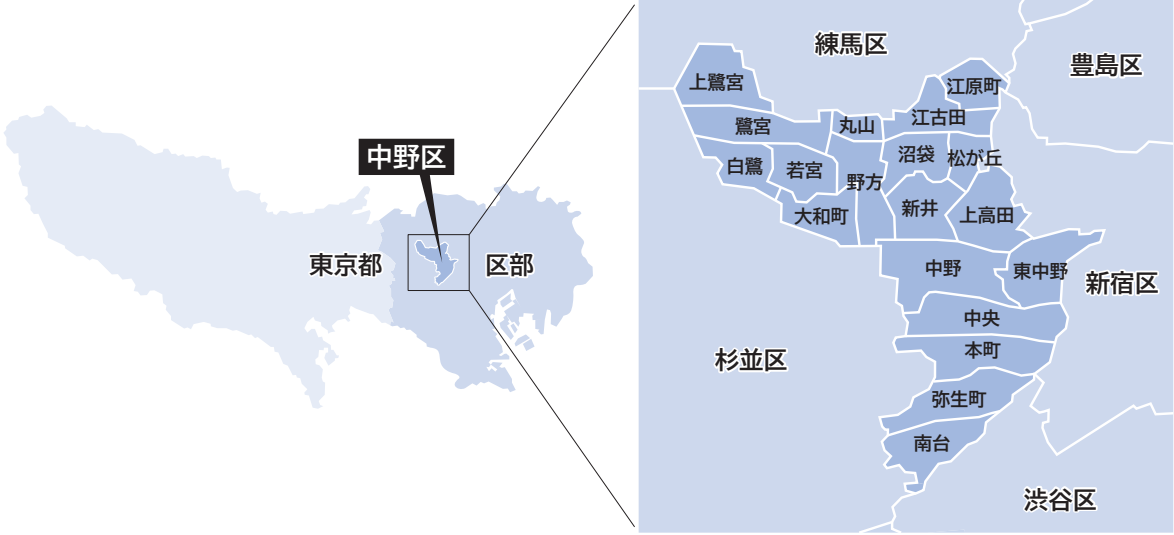 中野区
東京都
区部
練馬区
豊島区
上鷺宮
江原町
鷺宮
丸山
江古田
白鷺
若宮
野方
沼袋
松が丘
大和町
新井
上高田
中野
東中野
新宿区
中央
本町
杉並区
弥生町
南台
渋谷区